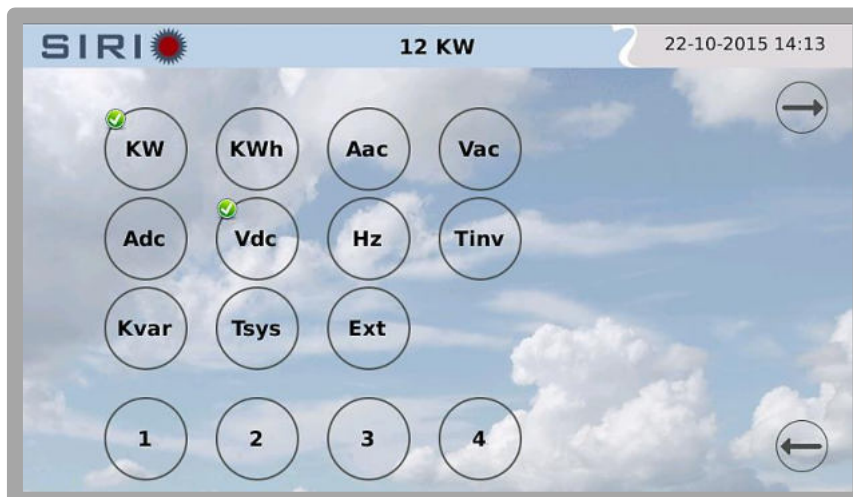 SIRIO 12 KW 22-10-2015 14:13
KW KWh Aac Vac
Adc Vdc Hz Tinv
Kvar Tsys Ext
1 2 3 4